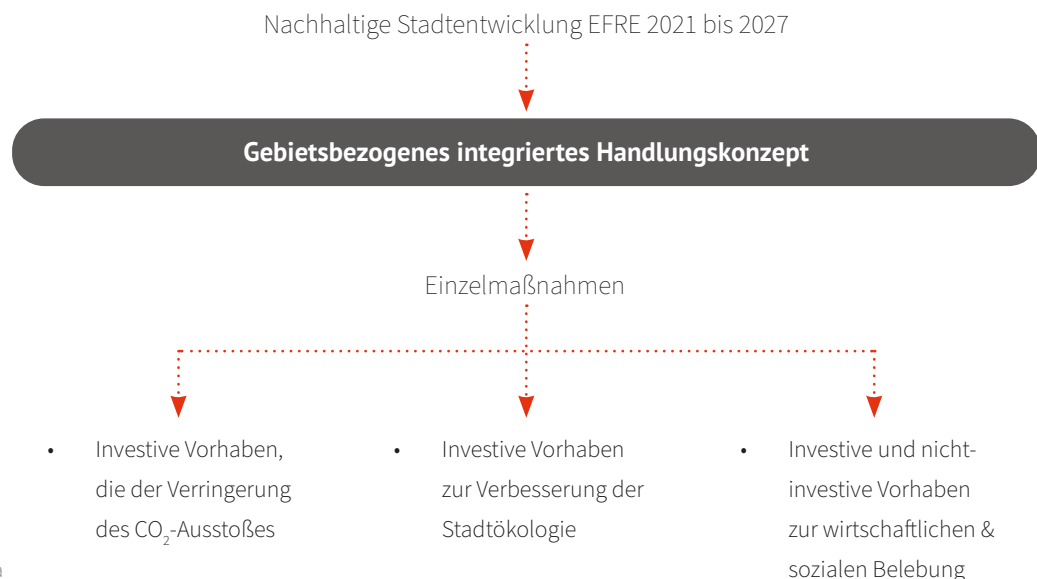 Nachhaltige Stadtentwicklung EFRE 2021 bis 2027
Gebietsbezogenes integriertes Handlungskonzept
Einzelmaßnahmen
• Investive Vorhaben,
die der Verringerung
des CO₂-Ausstoßes
• Investive Vorhaben
zur Verbesserung der
Stadtökologie
• Investive und nicht-
investive Vorhaben
zur wirtschaftlichen &
sozialen Belebung